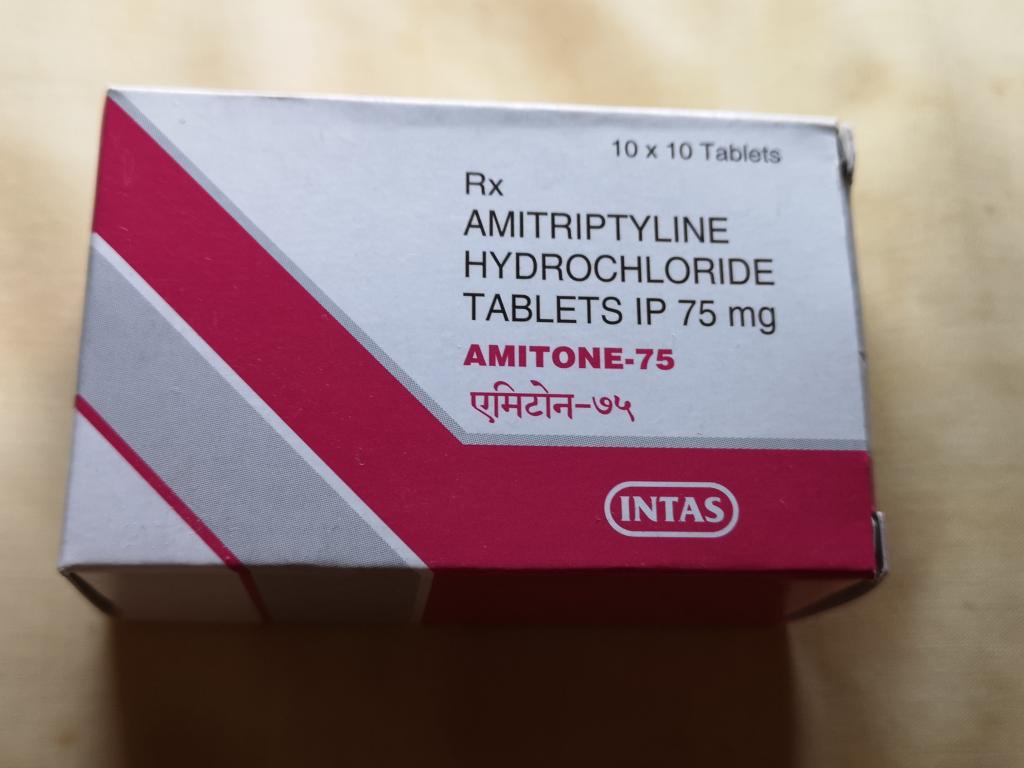 10 x 10 Tablets
Rx
AMITRIPTYLINE
HYDROCHLORIDE
TABLETS IP 75 mg
AMITONE-75
एमिटोन-७५
INTAS